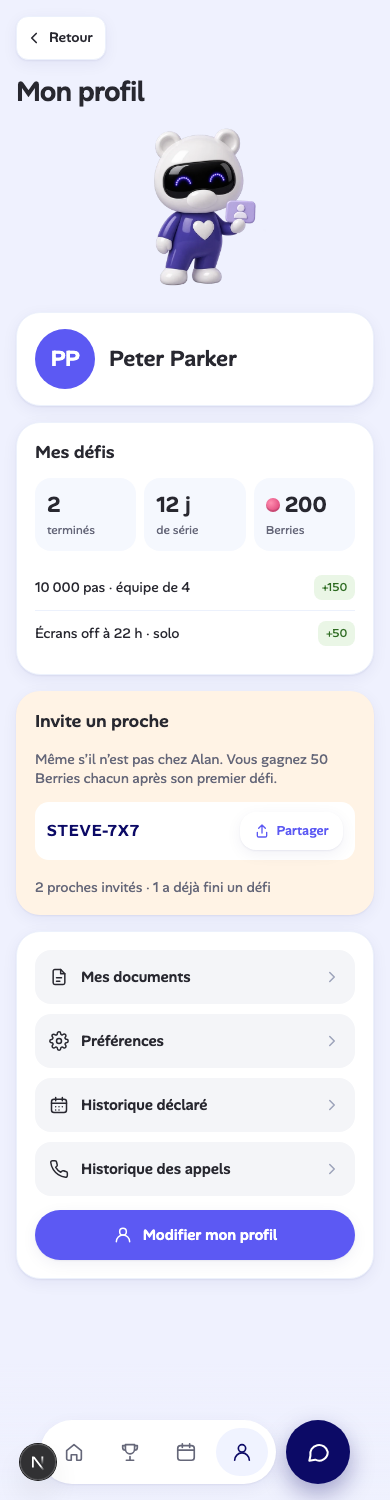 Retour
Mon profil
PP
Peter Parker
Mes défis
2
terminés
12 j
de série
200
Berries
10 000 pas · équipe de 4
+150
Écrans off à 22 h · solo
+50
Invite un proche
Même s’il n’est pas chez Alan. Vous gagnez 50
Berries chacun après son premier défi.
STEVE-7X7
Partager
2 proches invités · 1 a déjà fini un défi
Mes documents
Préférences
Historique déclaré
Historique des appels
Modifier mon profil
N